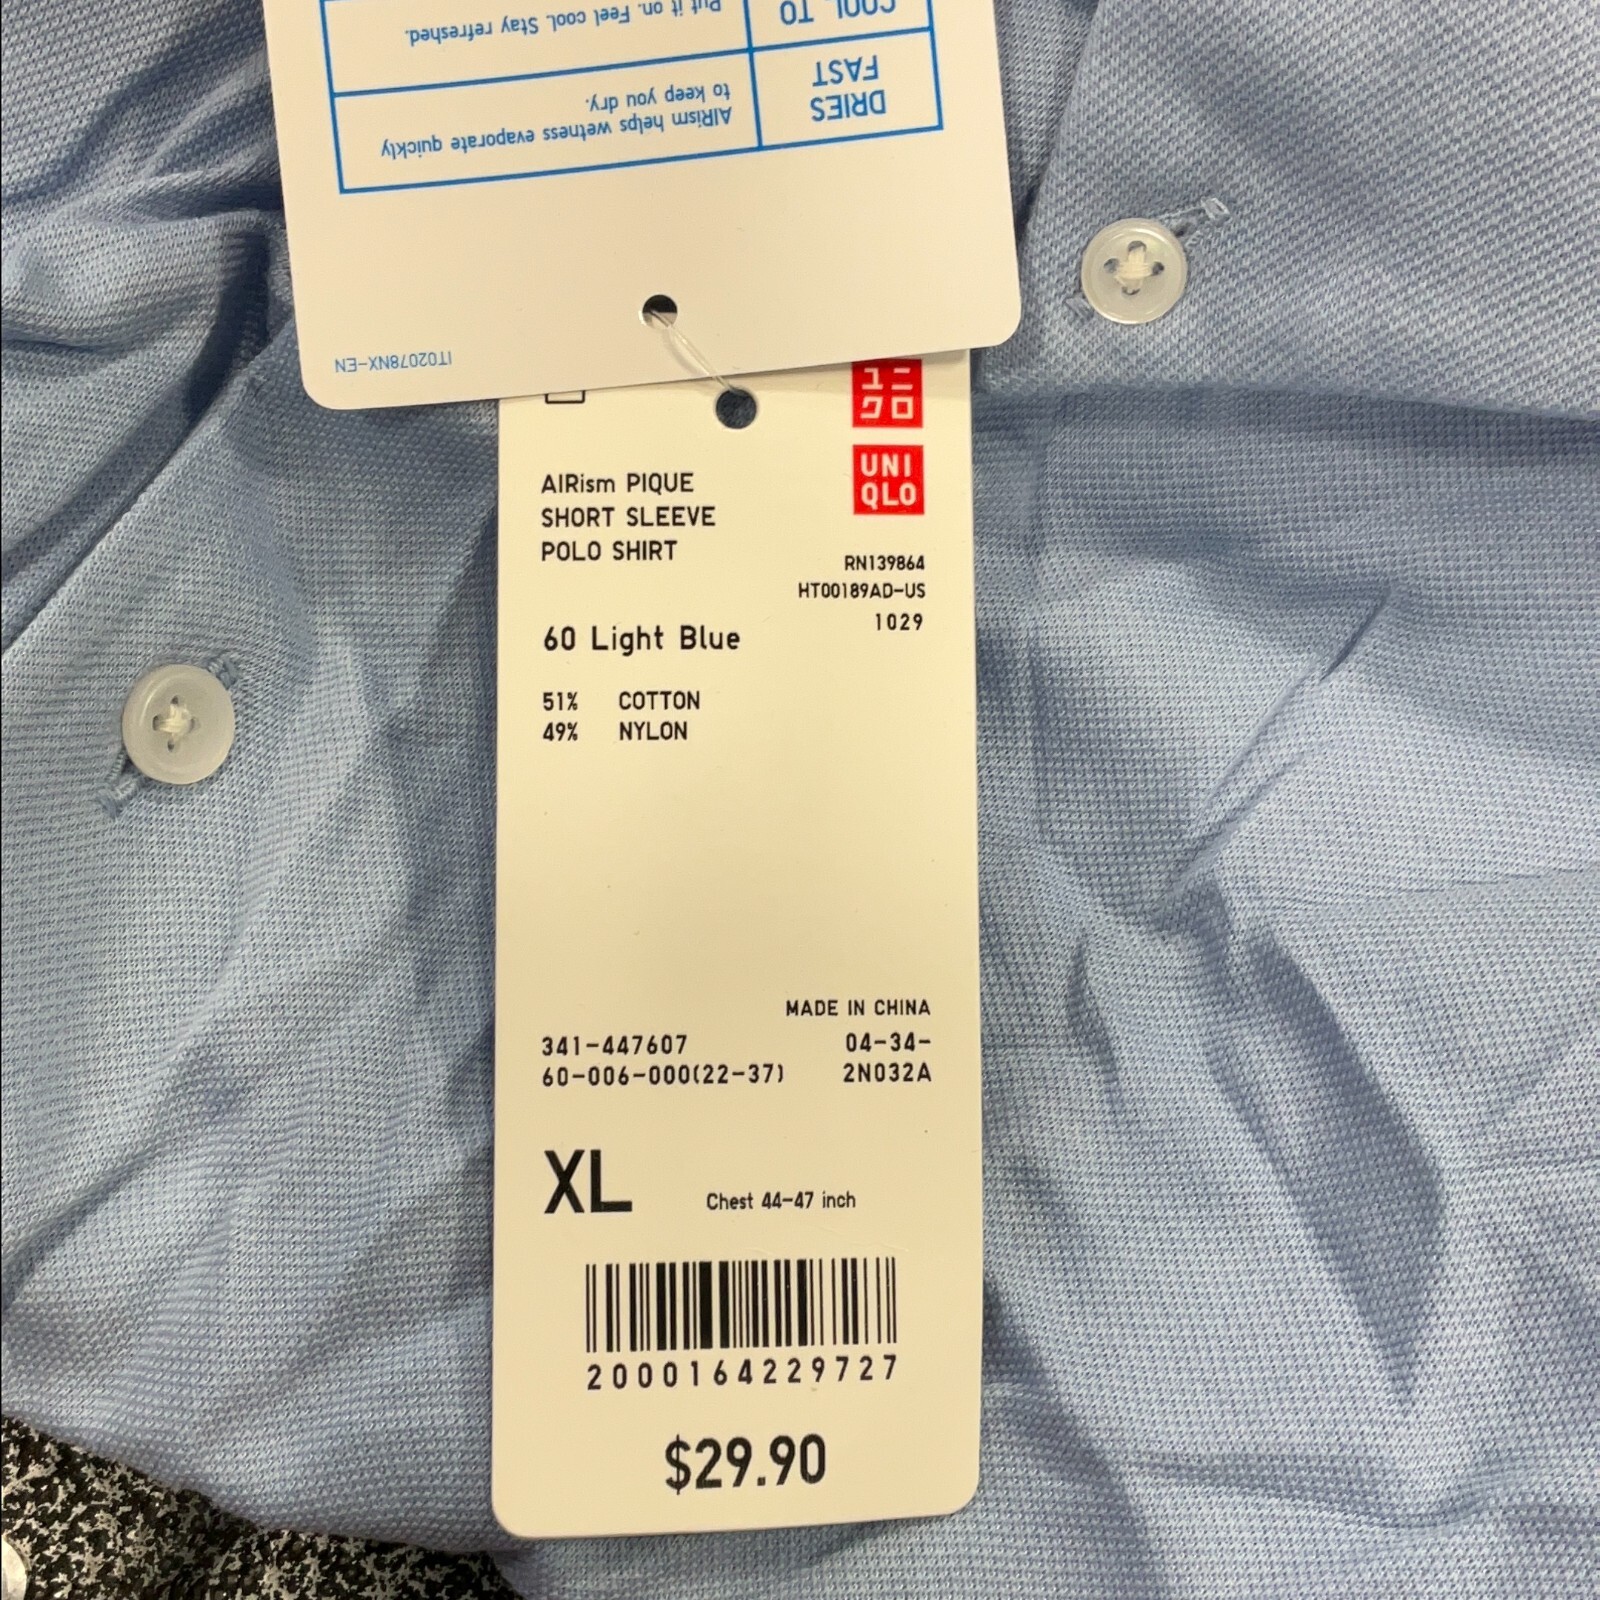 COOL TO
Put it on. Feel cool. Stay refreshed.
DRIES
FAST
AIRism helps wetness evaporate quickly
to keep you dry.
IT02078NX-EN
ユニ
クロ
UNI
QLO
AIRism PIQUE
SHORT SLEEVE
POLO SHIRT
RN139864
HT00189AD-US
1029
60 Light Blue
51% COTTON
49% NYLON
MADE IN CHINA
341-447607 04-34-
60-006-000(22-37) 2N032A
XL Chest 44-47 inch
2000164229727
$29.90